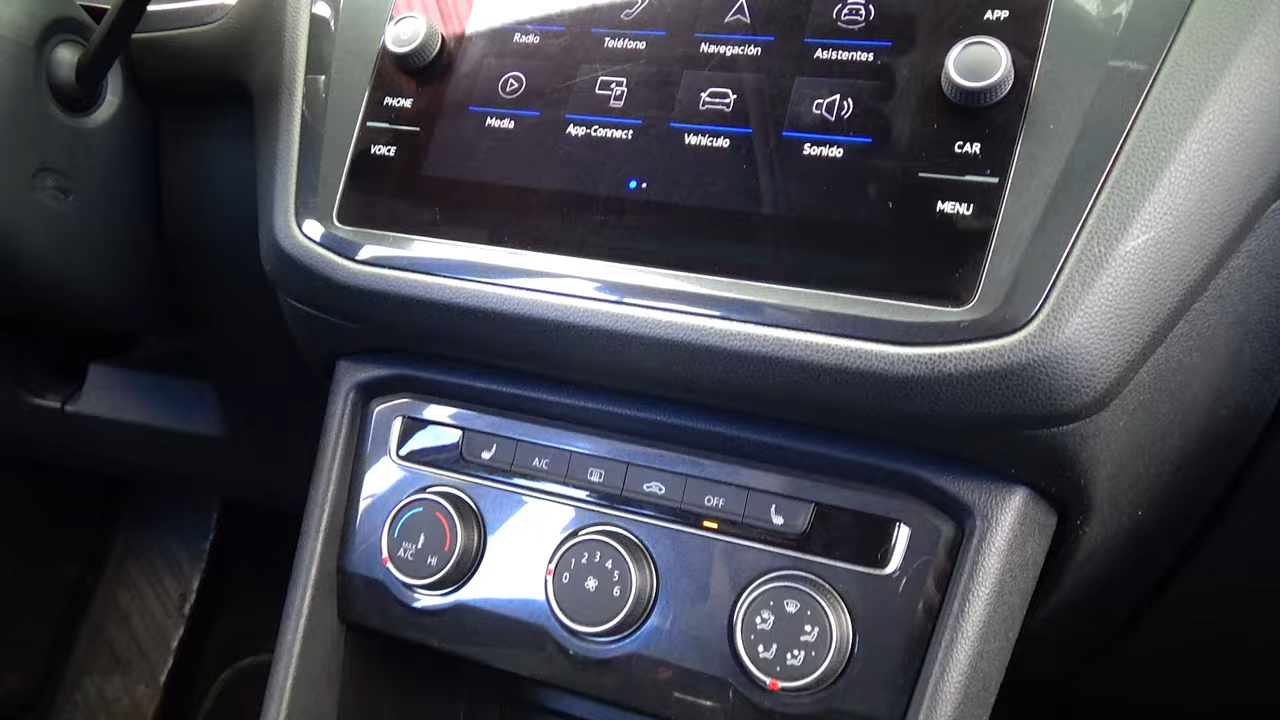 Radio
Teléfono
Navegación
Asistentes
APP
Media
App-Connect
Vehículo
Sonido
PHONE
VOICE
CAR
MENU
A/C
OFF
MAX
A/C
HI
0 1 2 3 4 5 6